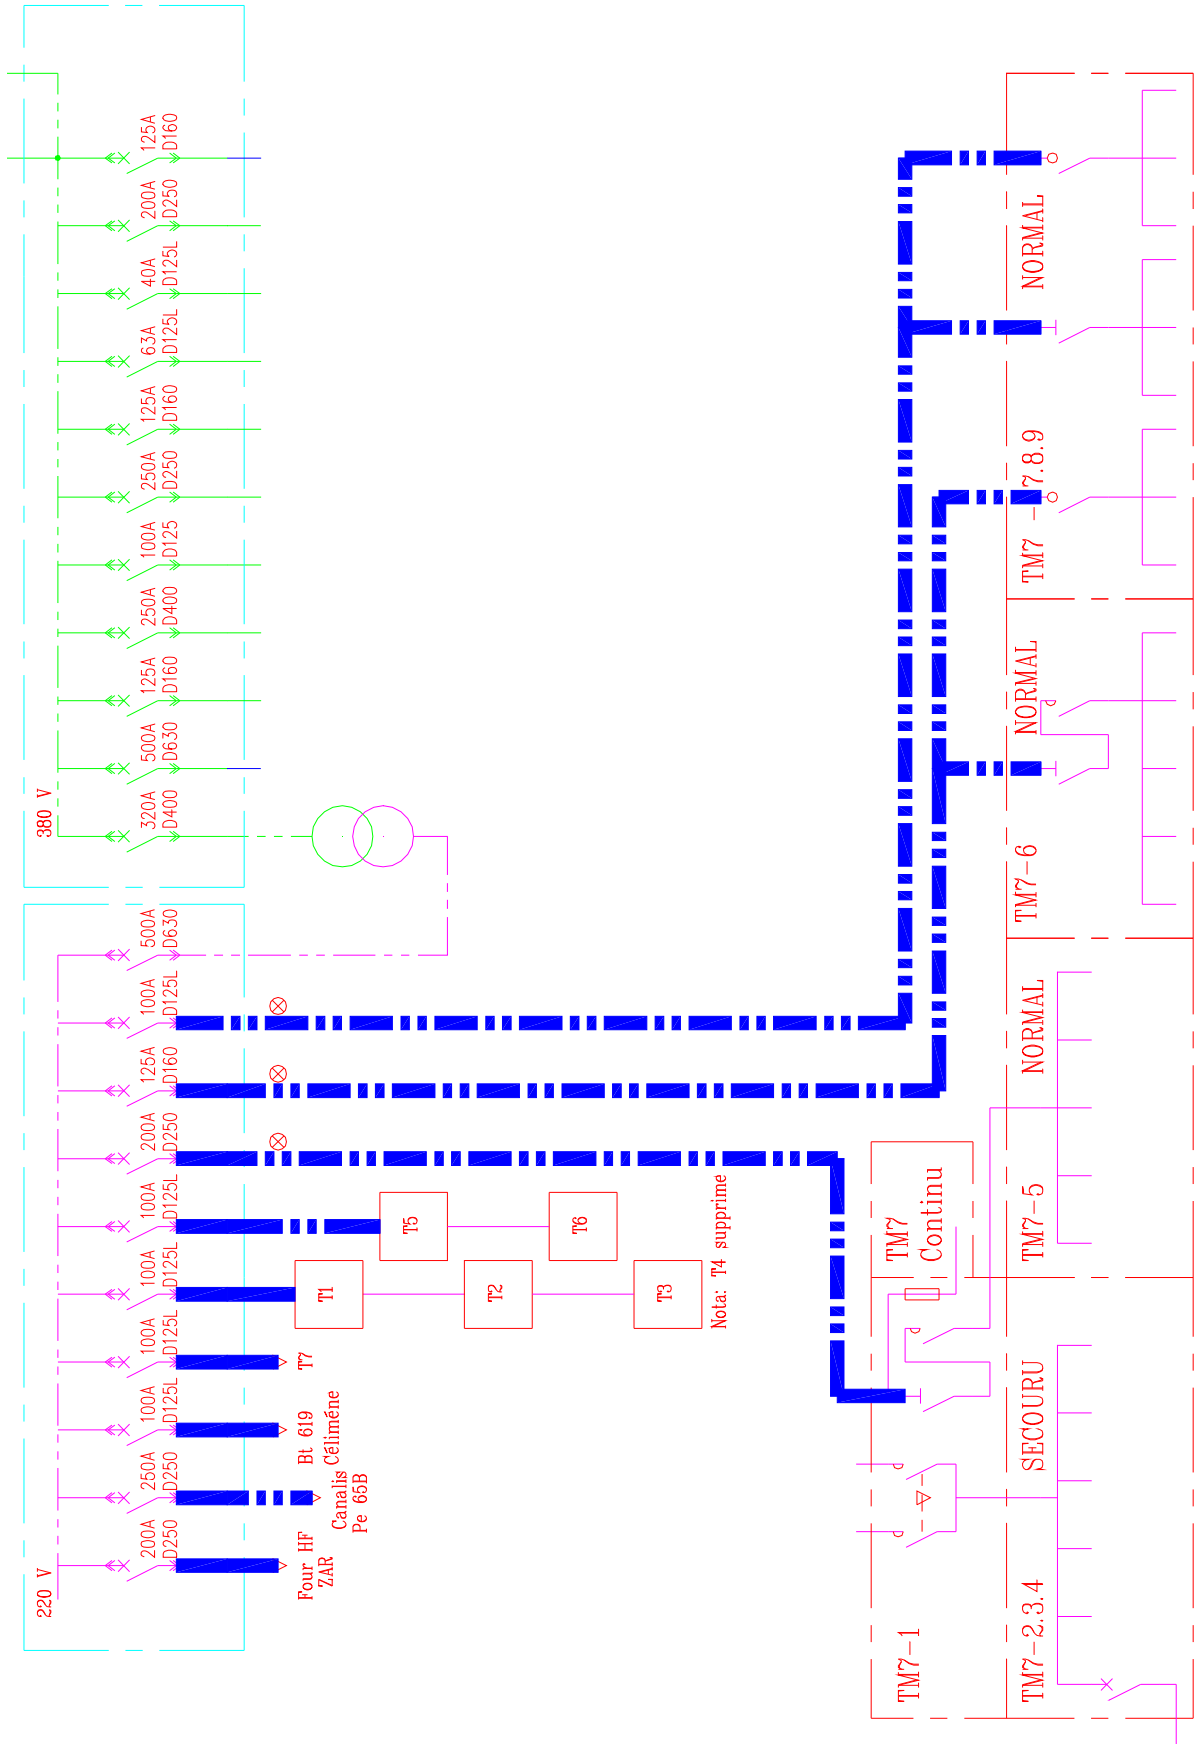 380 V
320A
D400
500A
D630
125A
D160
250A
D400
100A
D125
250A
D250
125A
D160
63A
D125L
40A
D125L
200A
D250
125A
D160
220 V
200A
D250
250A
D250
100A
D125L
100A
D125L
100A
D125L
100A
D125L
200A
D250
125A
D160
100A
D125L
500A
D630
Four HF
ZAR
Canalis
Pe 65B
Bt 619
Céliméne
T7
T1
T2
T3
T5
T6
Nota: T4 supprime
TM7-1
TM7
Continu
TM7-2.3.4
SECOURU
TM7-5
NORMAL
TM7-6
NORMAL
TM7 - 7.8.9
NORMAL